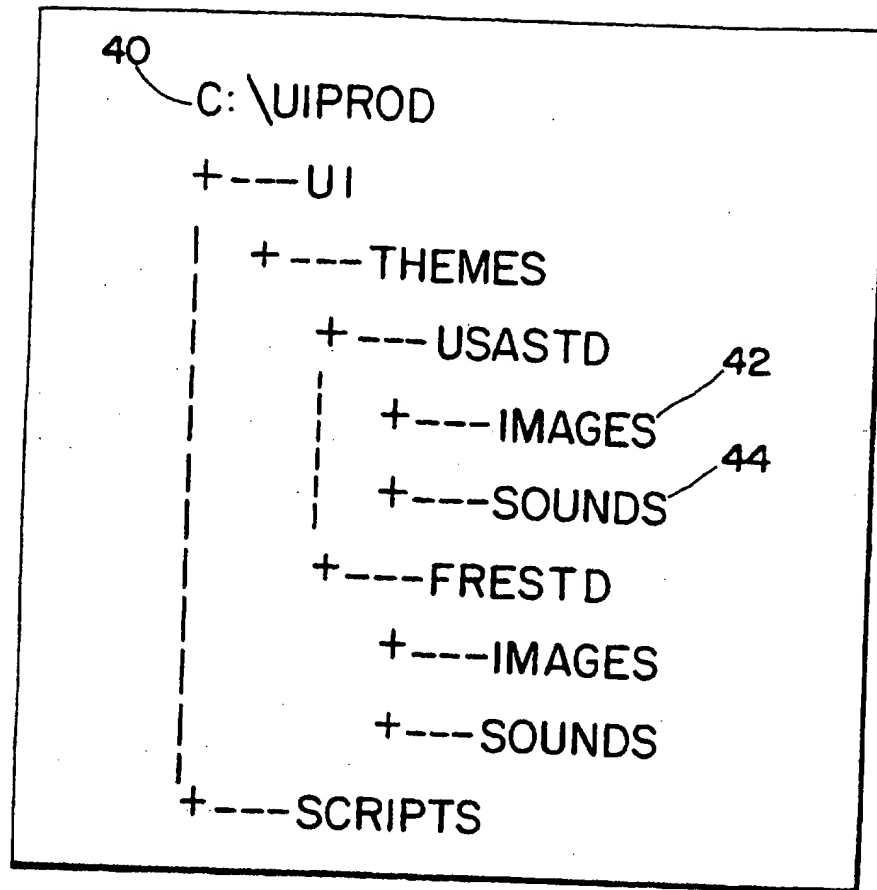 40
C:\UIPROD
+---UI
+---THEMES
+---USASTD
42
+---IMAGES
44
+---SOUNDS
+---FRESTD
+---IMAGES
+---SOUNDS
+---SCRIPTS